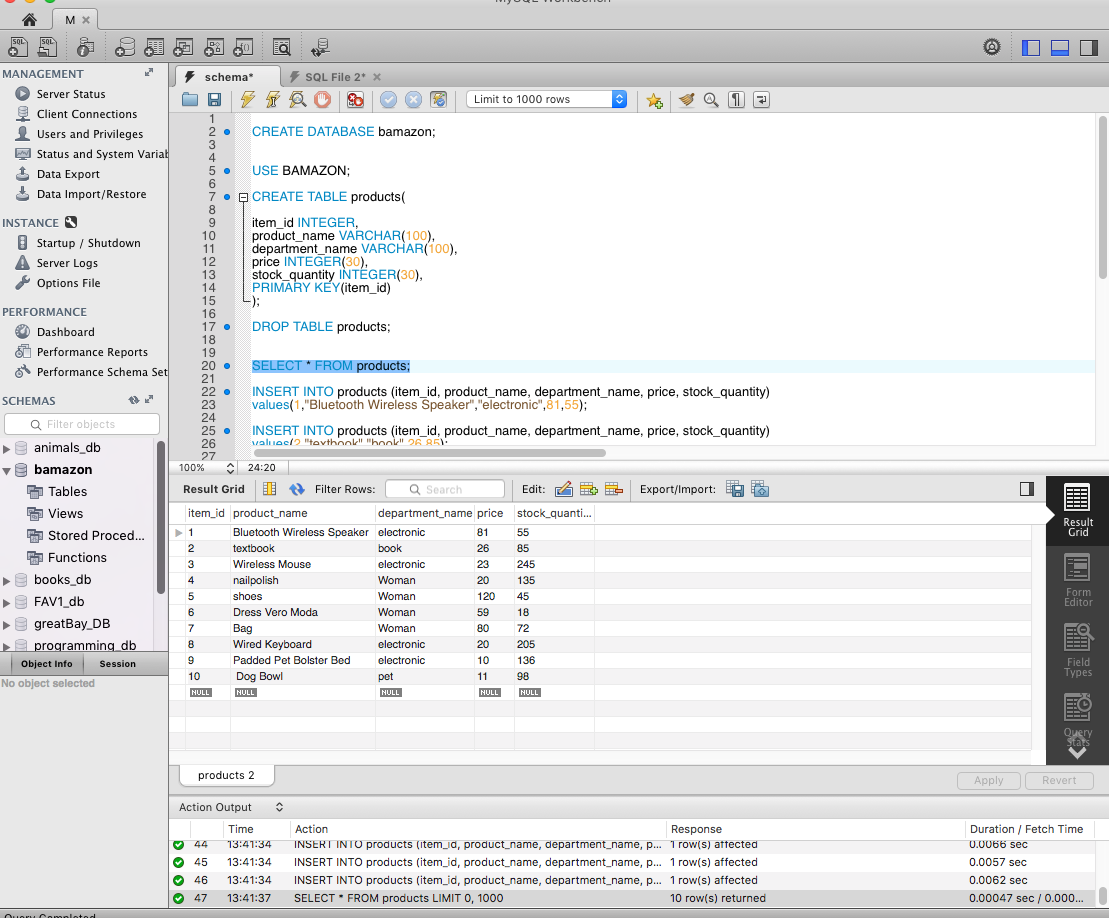 MySQL Workbench
M
MANAGEMENT
Server Status
Client Connections
Users and Privileges
Status and System Variab
Data Export
Data Import/Restore
INSTANCE
Startup / Shutdown
Server Logs
Options File
PERFORMANCE
Dashboard
Performance Reports
Performance Schema Set
SCHEMAS
Filter objects
animals_db
bamazon
Tables
Views
Stored Proced...
Functions
books_db
FAV1_db
greatBay_DB
programming_db
Object Info Session
No object selected
schema* SQL File 2*
Limit to 1000 rows
1
2 CREATE DATABASE bamazon;
3
4
5 USE BAMAZON;
6
7 CREATE TABLE products(
8
9 item_id INTEGER,
10 product_name VARCHAR(100),
11 department_name VARCHAR(100),
12 price INTEGER(30),
13 stock_quantity INTEGER(30),
14 PRIMARY KEY(item_id)
15 );
16
17 DROP TABLE products;
18
19
20 SELECT * FROM products;
21
22 INSERT INTO products (item_id, product_name, department_name, price, stock_quantity)
23 values(1,"Bluetooth Wireless Speaker","electronic",81,55);
24
25 INSERT INTO products (item_id, product_name, department_name, price, stock_quantity)
26 values(2,"textbook","book",26,85);
27
100% 24:20
Result Grid Filter Rows: Search Edit: Export/Import:
item_id product_name department_name price stock_quanti...
1 Bluetooth Wireless Speaker electronic 81 55
2 textbook book 26 85
3 Wireless Mouse electronic 23 245
4 nailpolish Woman 20 135
5 shoes Woman 120 45
6 Dress Vero Moda Woman 59 18
7 Bag Woman 80 72
8 Wired Keyboard electronic 20 205
9 Padded Pet Bolster Bed electronic 10 136
10 Dog Bowl pet 11 98
NULL NULL NULL NULL NULL
Result
Grid
Form
Editor
Field
Types
Query
Stats
products 2
Apply Revert
Action Output
Time Action Response Duration / Fetch Time
44 13:41:34 INSERT INTO products (item_id, product_name, department_name, p... 1 row(s) affected 0.0066 sec
45 13:41:34 INSERT INTO products (item_id, product_name, department_name, p... 1 row(s) affected 0.0057 sec
46 13:41:34 INSERT INTO products (item_id, product_name, department_name, p... 1 row(s) affected 0.0062 sec
47 13:41:37 SELECT * FROM products LIMIT 0, 1000 10 row(s) returned 0.00047 sec / 0.000...
Query Completed